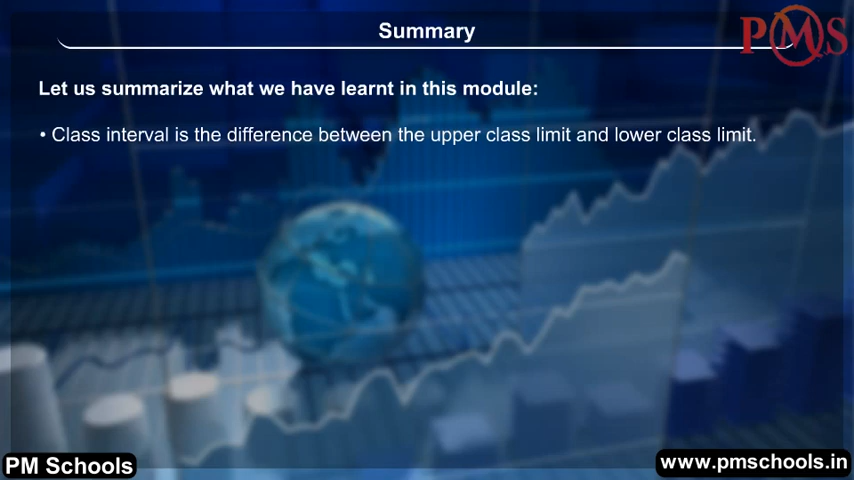 Summary
PMS
Let us summarize what we have learnt in this module:
• Class interval is the difference between the upper class limit and lower class limit.
PM Schools
www.pmschools.in